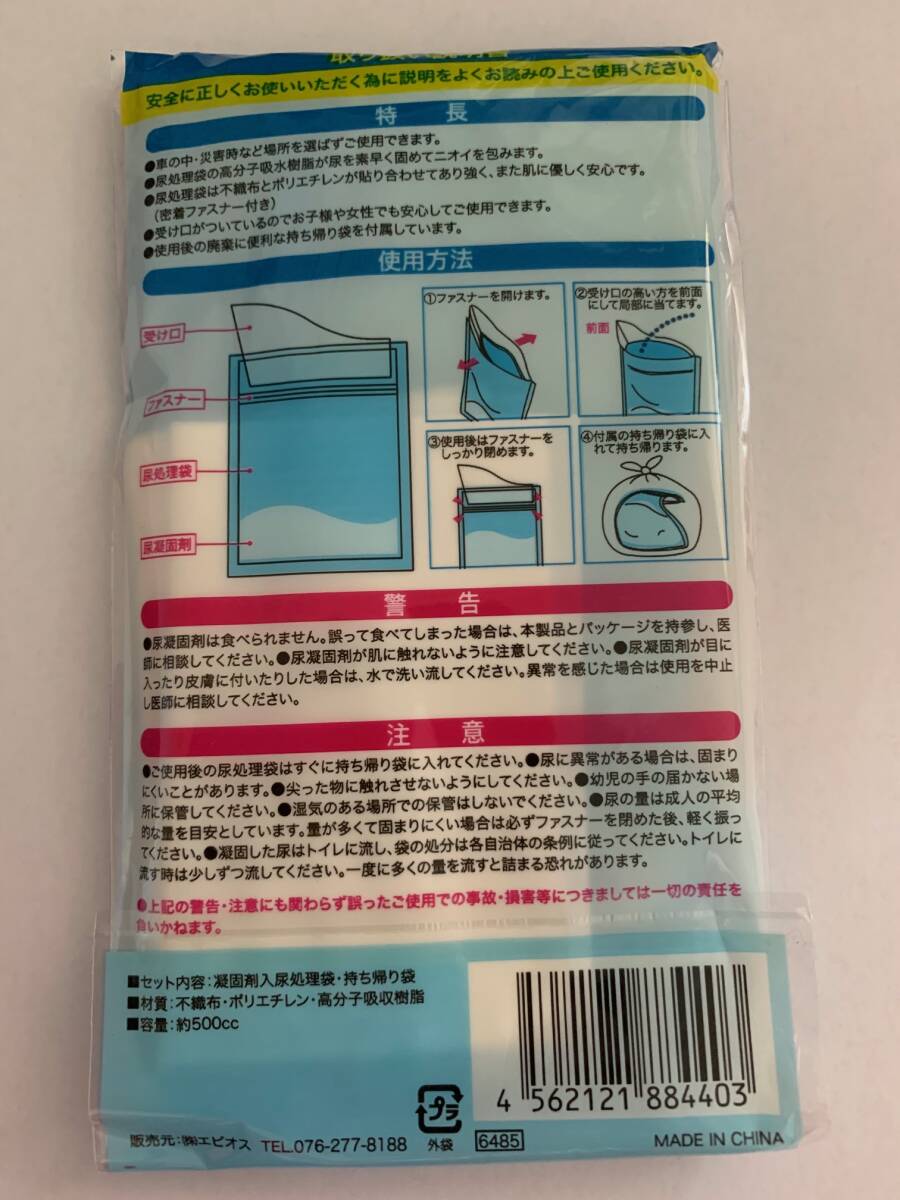 安全に正しくお使いいただく為に説明をよくお読みの上ご使用ください。
特長
●車の中・災害時など場所を選ばずご使用できます。
●尿処理袋の高分子吸水樹脂が尿を素早く固めてニオイを包みます。
●尿処理袋は不織布とポリエチレンが貼り合わせてあり強く、また肌に優しく安心です。
(密着ファスナー付き)
●受け口がついているのでお子様や女性でも安心してご使用できます。
●使用後の廃棄に便利な持ち帰り袋を付属しています。
使用方法
受け口
ファスナー
尿処理袋
尿凝固剤
①ファスナーを開けます。
②受け口の高い方を前面
にして局部に当てます。
前面
③使用後はファスナーを
しっかり閉めます。
④付属の持ち帰り袋に入
れて持ち帰ります。
警告
●尿凝固剤は食べられません。誤って食べてしまった場合は、本製品とパッケージを持参し、医
師に相談してください。●尿凝固剤が肌に触れないように注意してください。●尿凝固剤が目に
入ったり皮膚に付いたりした場合は、水で洗い流してください。異常を感じた場合は使用を中止
し医師に相談してください。
注意
●ご使用後の尿処理袋はすぐに持ち帰り袋に入れてください。●尿に異常がある場合は、固まり
にくいことがあります。●尖った物に触れさせないようにしてください。●幼児の手の届かない場
所に保管してください。●湿気のある場所での保管はしないでください。●尿の量は成人の平均
的な量を目安としています。量が多くて固まりにくい場合は必ずファスナーを閉めた後、軽く振っ
てください。●凝固した尿はトイレに流し、袋の処分は各自治体の条例に従ってください。トイレに
流す時は少しずつ流してください。一度に多くの量を流すと詰まる恐れがあります。
●上記の警告・注意にも関わらず誤ったご使用での事故・損害等につきましては一切の責任を
負いかねます。
■セット内容：凝固剤入尿処理袋・持ち帰り袋
■材質：不織布・ポリエチレン・高分子吸収樹脂
■容量：約500cc
4 562121 884403
プラ
外袋
販売元：㈱エピオス TEL.076-277-8188
6485
MADE IN CHINA